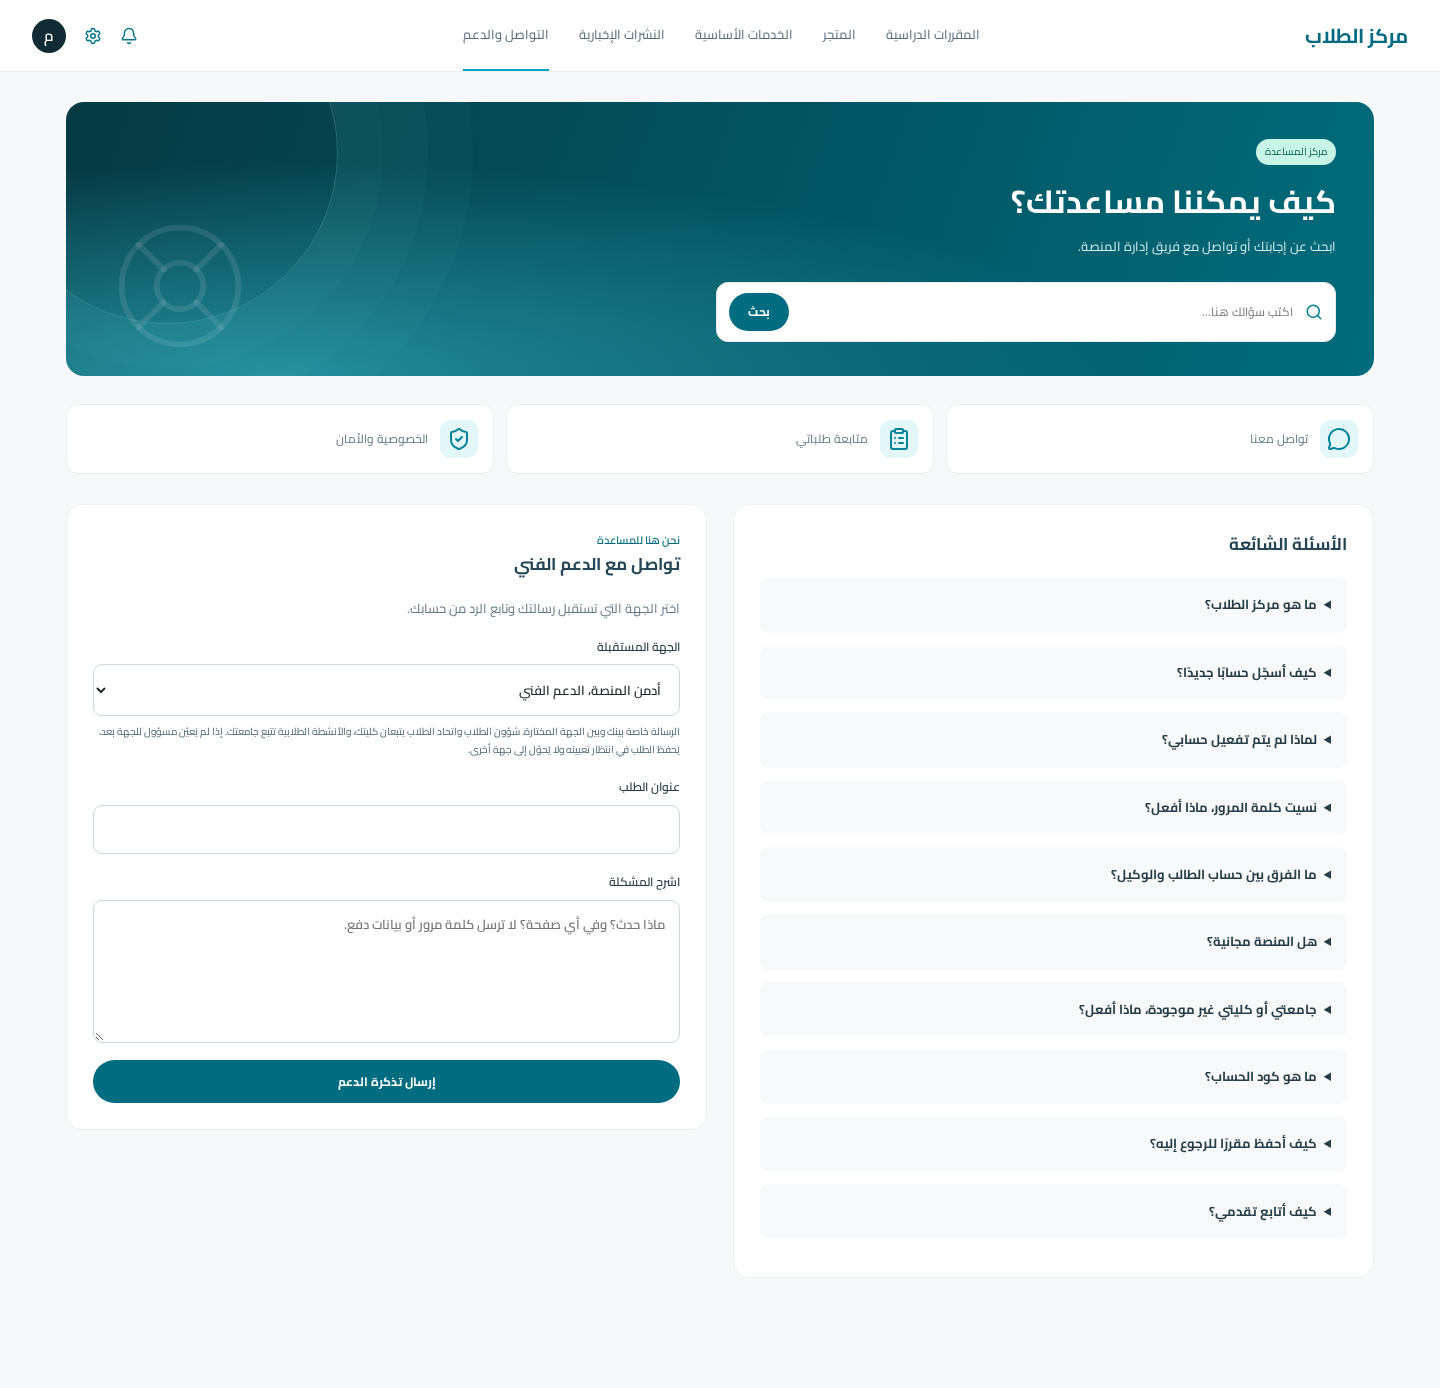 مركز الطلاب
المقررات الدراسية
المتجر
الخدمات الأساسية
النشرات الإخبارية
التواصل والدعم
م
مركز المساعدة
كيف يمكننا مساعدتك؟
ابحث عن إجابتك أو تواصل مع فريق إدارة المنصة.
اكتب سؤالك هنا...
بحث
تواصل معنا
متابعة طلباتي
الخصوصية والأمان
الأسئلة الشائعة
ما هو مركز الطلاب؟
كيف أسجّل حسابًا جديدًا؟
لماذا لم يتم تفعيل حسابي؟
نسيت كلمة المرور، ماذا أفعل؟
ما الفرق بين حساب الطالب والوكيل؟
هل المنصة مجانية؟
جامعتي أو كليتي غير موجودة، ماذا أفعل؟
ما هو كود الحساب؟
كيف أحفظ مقررًا للرجوع إليه؟
كيف أتابع تقدمي؟
نحن هنا للمساعدة
تواصل مع الدعم الفني
اختر الجهة التي تستقبل رسالتك وتابع الرد من حسابك.
الجهة المستقبلة
أدمن المنصة، الدعم الفني
الرسالة خاصة بينك وبين الجهة المختارة. شؤون الطلاب واتحاد الطلاب يتبعان كليتك، والأنشطة الطلابية تتبع جامعتك. إذا لم يُعيّن مسؤول للجهة بعد،
يُحفظ الطلب في انتظار تعيينه ولا يُحوّل إلى جهة أخرى.
عنوان الطلب
اشرح المشكلة
ماذا حدث؟ وفي أي صفحة؟ لا ترسل كلمة مرور أو بيانات دفع.
إرسال تذكرة الدعم